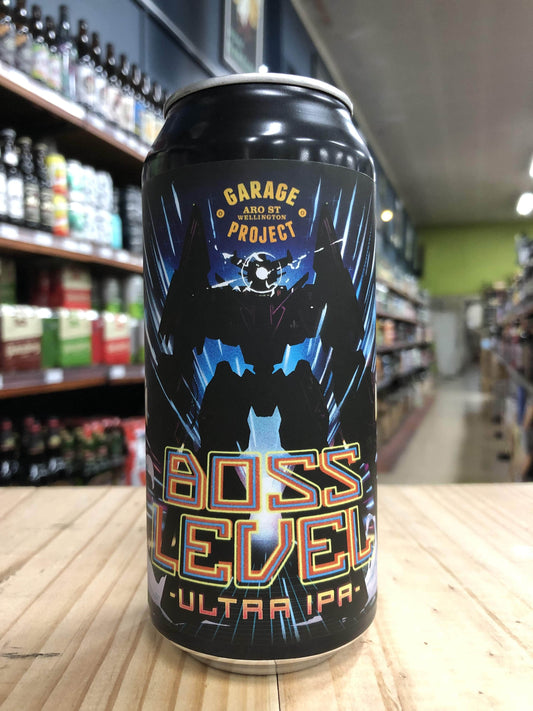 GARAGE
ARO ST
WELLINGTON
PROJECT
BOSS
LEVEL
-ULTRA IPA-